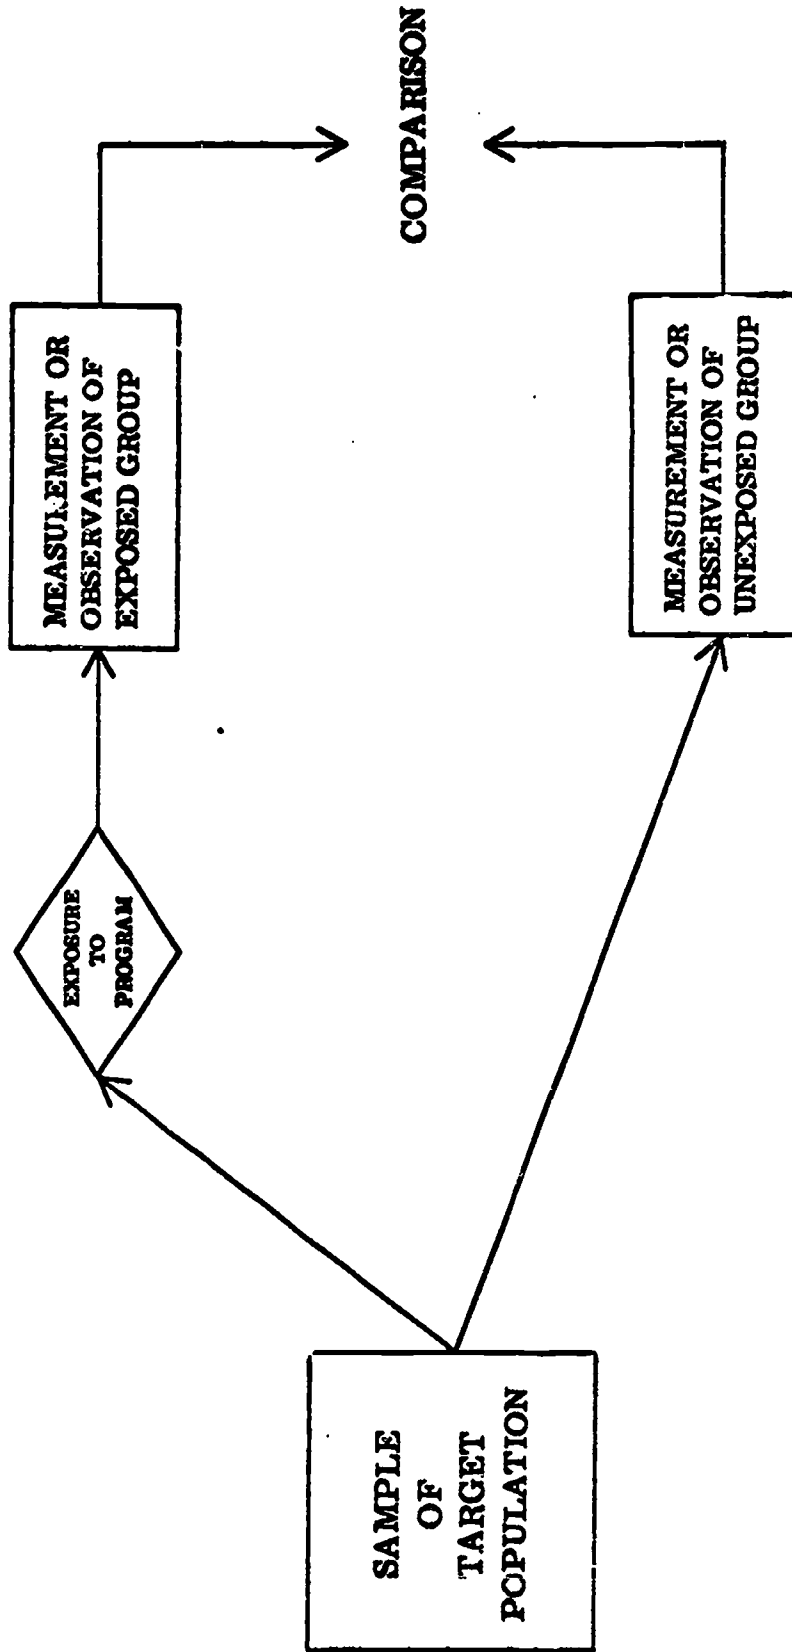 SAMPLE
OF
TARGET
POPULATION
EXPOSURE
TO
PROGRAM
MEASUREMENT OR
OBSERVATION OF
EXPOSED GROUP
MEASUREMENT OR
OBSERVATION OF
UNEXPOSED GROUP
COMPARISON